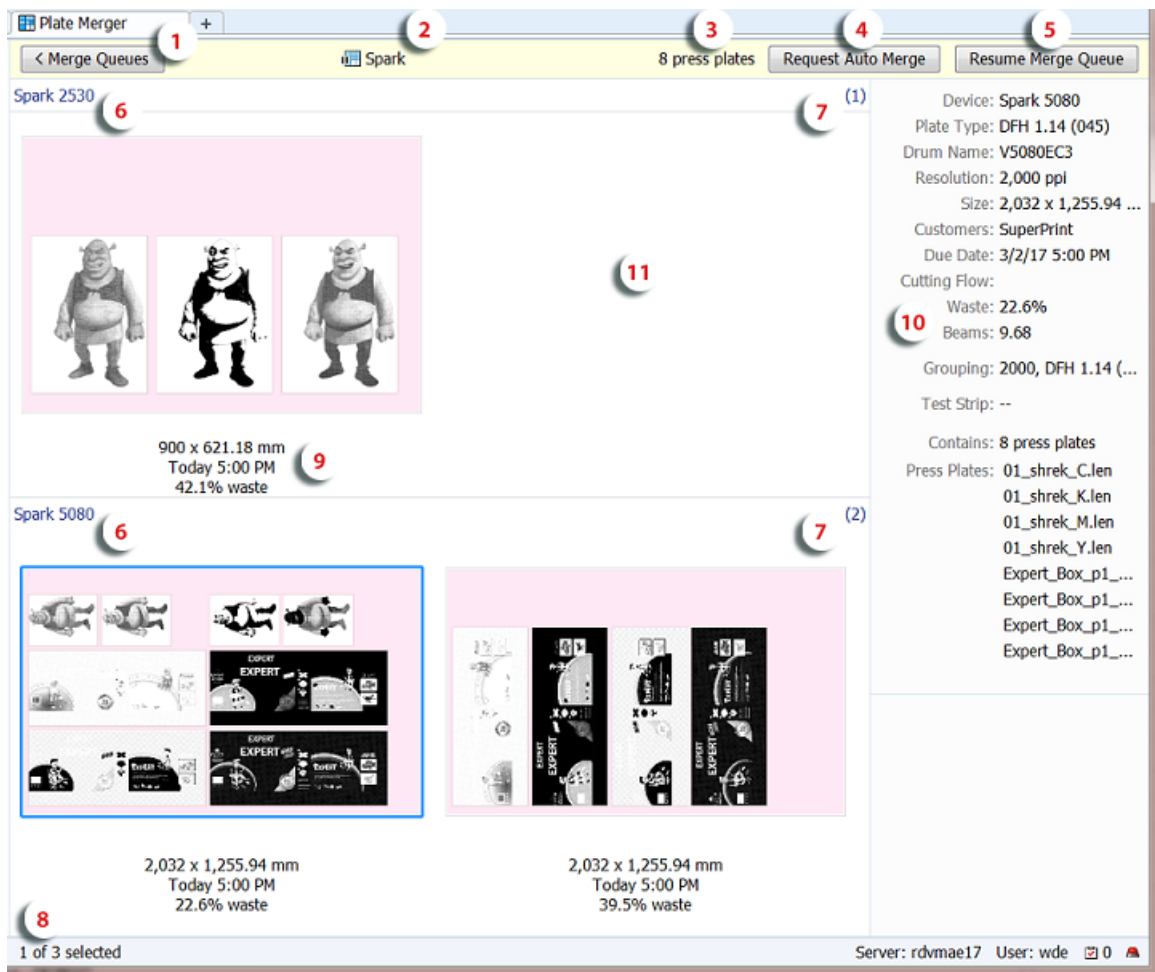 Plate Merger
+
1
2
3
4
5
< Merge Queues
Spark
8 press plates
Request Auto Merge
Resume Merge Queue
Spark 2530
6
7
(1)
11
900 x 621.18 mm
Today 5:00 PM
42.1% waste
9
Spark 5080
6
7
(2)
EXPERT
EXPERT
EXPERT
EXPERT
EXPERT
EXPERT
EXPERT
EXPERT
2,032 x 1,255.94 mm
Today 5:00 PM
22.6% waste
2,032 x 1,255.94 mm
Today 5:00 PM
39.5% waste
8
Device: Spark 5080
Plate Type: DFH 1.14 (045)
Drum Name: V5080EC3
Resolution: 2,000 ppi
Size: 2,032 x 1,255.94 ...
Customers: SuperPrint
Due Date: 3/2/17 5:00 PM
Cutting Flow:
Waste: 22.6%
10
Beams: 9.68
Grouping: 2000, DFH 1.14 (...
Test Strip: --
Contains: 8 press plates
Press Plates: 01_shrek_C.len
01_shrek_K.len
01_shrek_M.len
01_shrek_Y.len
Expert_Box_p1_...
Expert_Box_p1_...
Expert_Box_p1_...
Expert_Box_p1_...
1 of 3 selected
Server: rdvmae17 User: wde 0